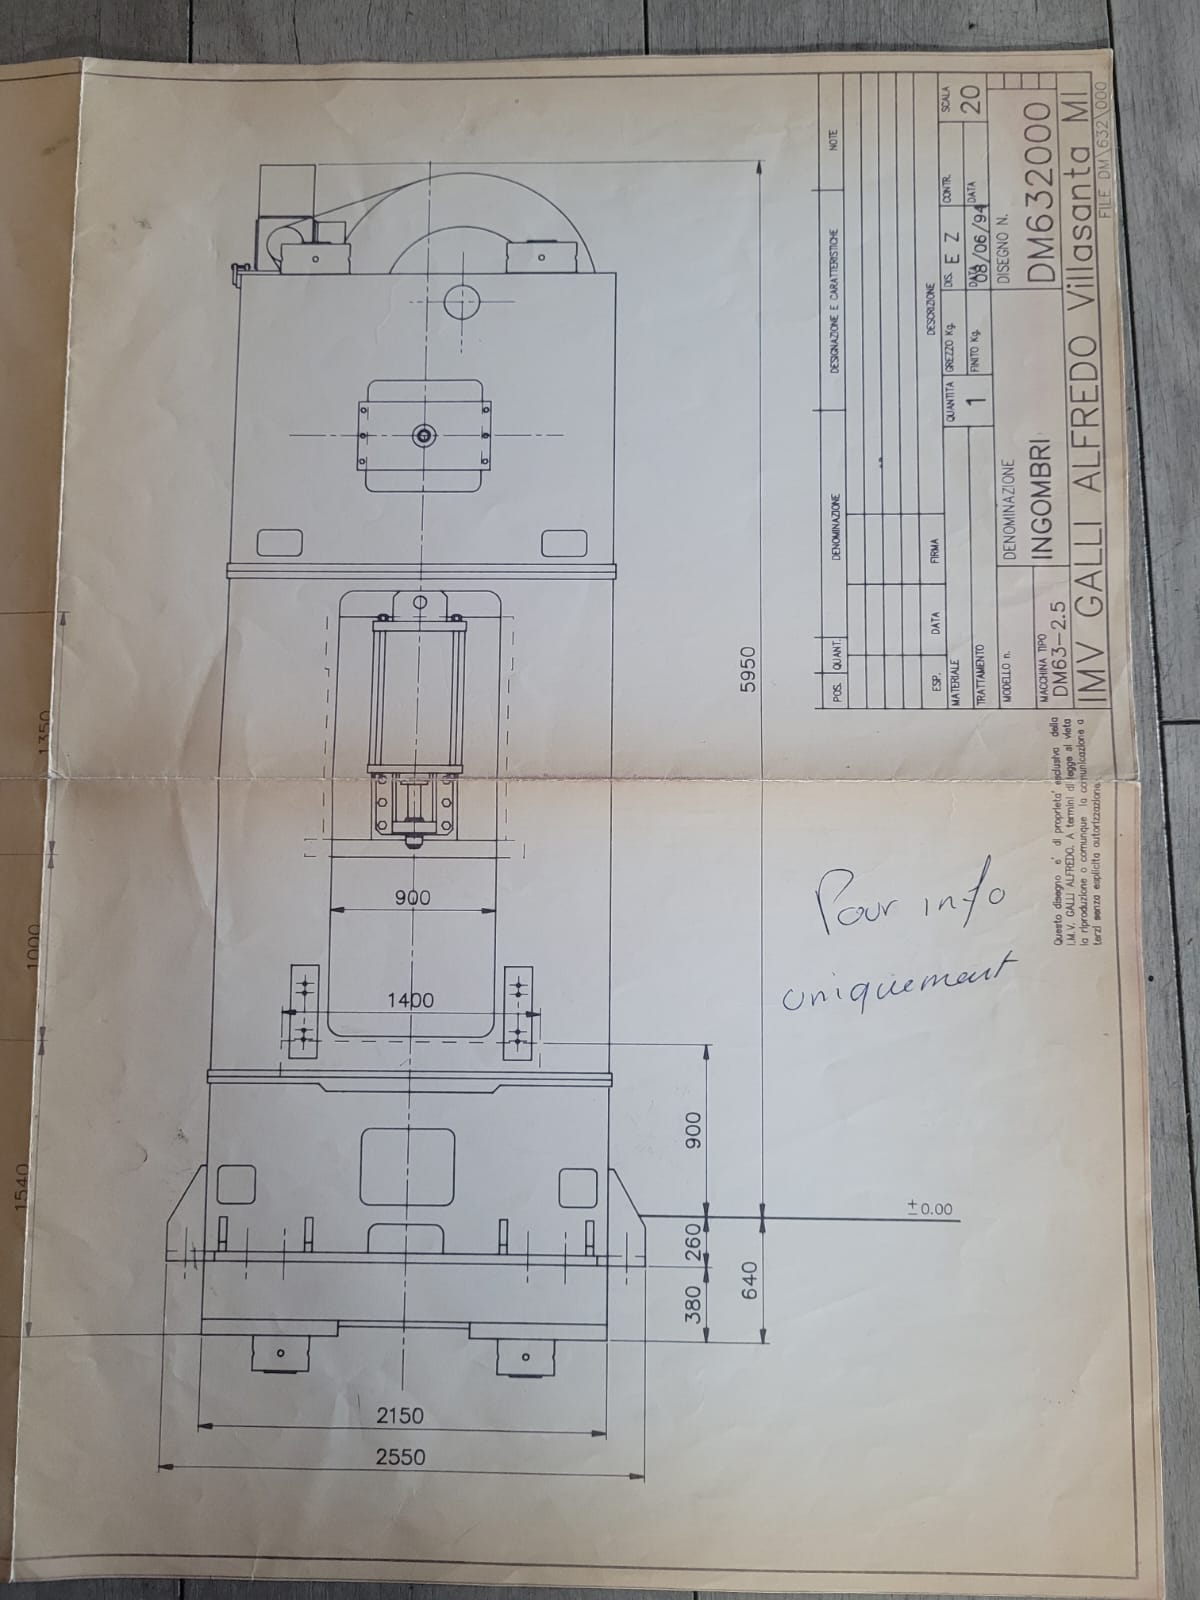 1350
1000
1540
5950
900
1400
900
260
380
640
±0.00
2150
2550
Pour info
uniquement
POS.
QUANT.
DENOMINAZIONE
DESIGNAZIONE E CARATTERISTICHE
NOTE
ESP.
DATA
FIRMA
DESCRIZIONE
MATERIALE
QUANTITA
GREZZO Kg.
DIS.
E Z
CONTR.
SCALA
20
TRATTAMENTO
1
FINITO Kg.
DATA
08/06/94
DATA
MODELLO n.
DENOMINAZIONE
DISEGNO N.
INGOMBRI
DM632000
MACCHINA TIPO
DM63-2.5
IMV GALLI ALFREDO Villasanta MI
FILE DM\632\000
Questo disegno e' di proprieta' esclusiva della
I.M.V. GALLI ALFREDO. A termini di legge si vieta
la riproduzione o comunque la comunicazione a
terzi senza esplicita autorizzazione.